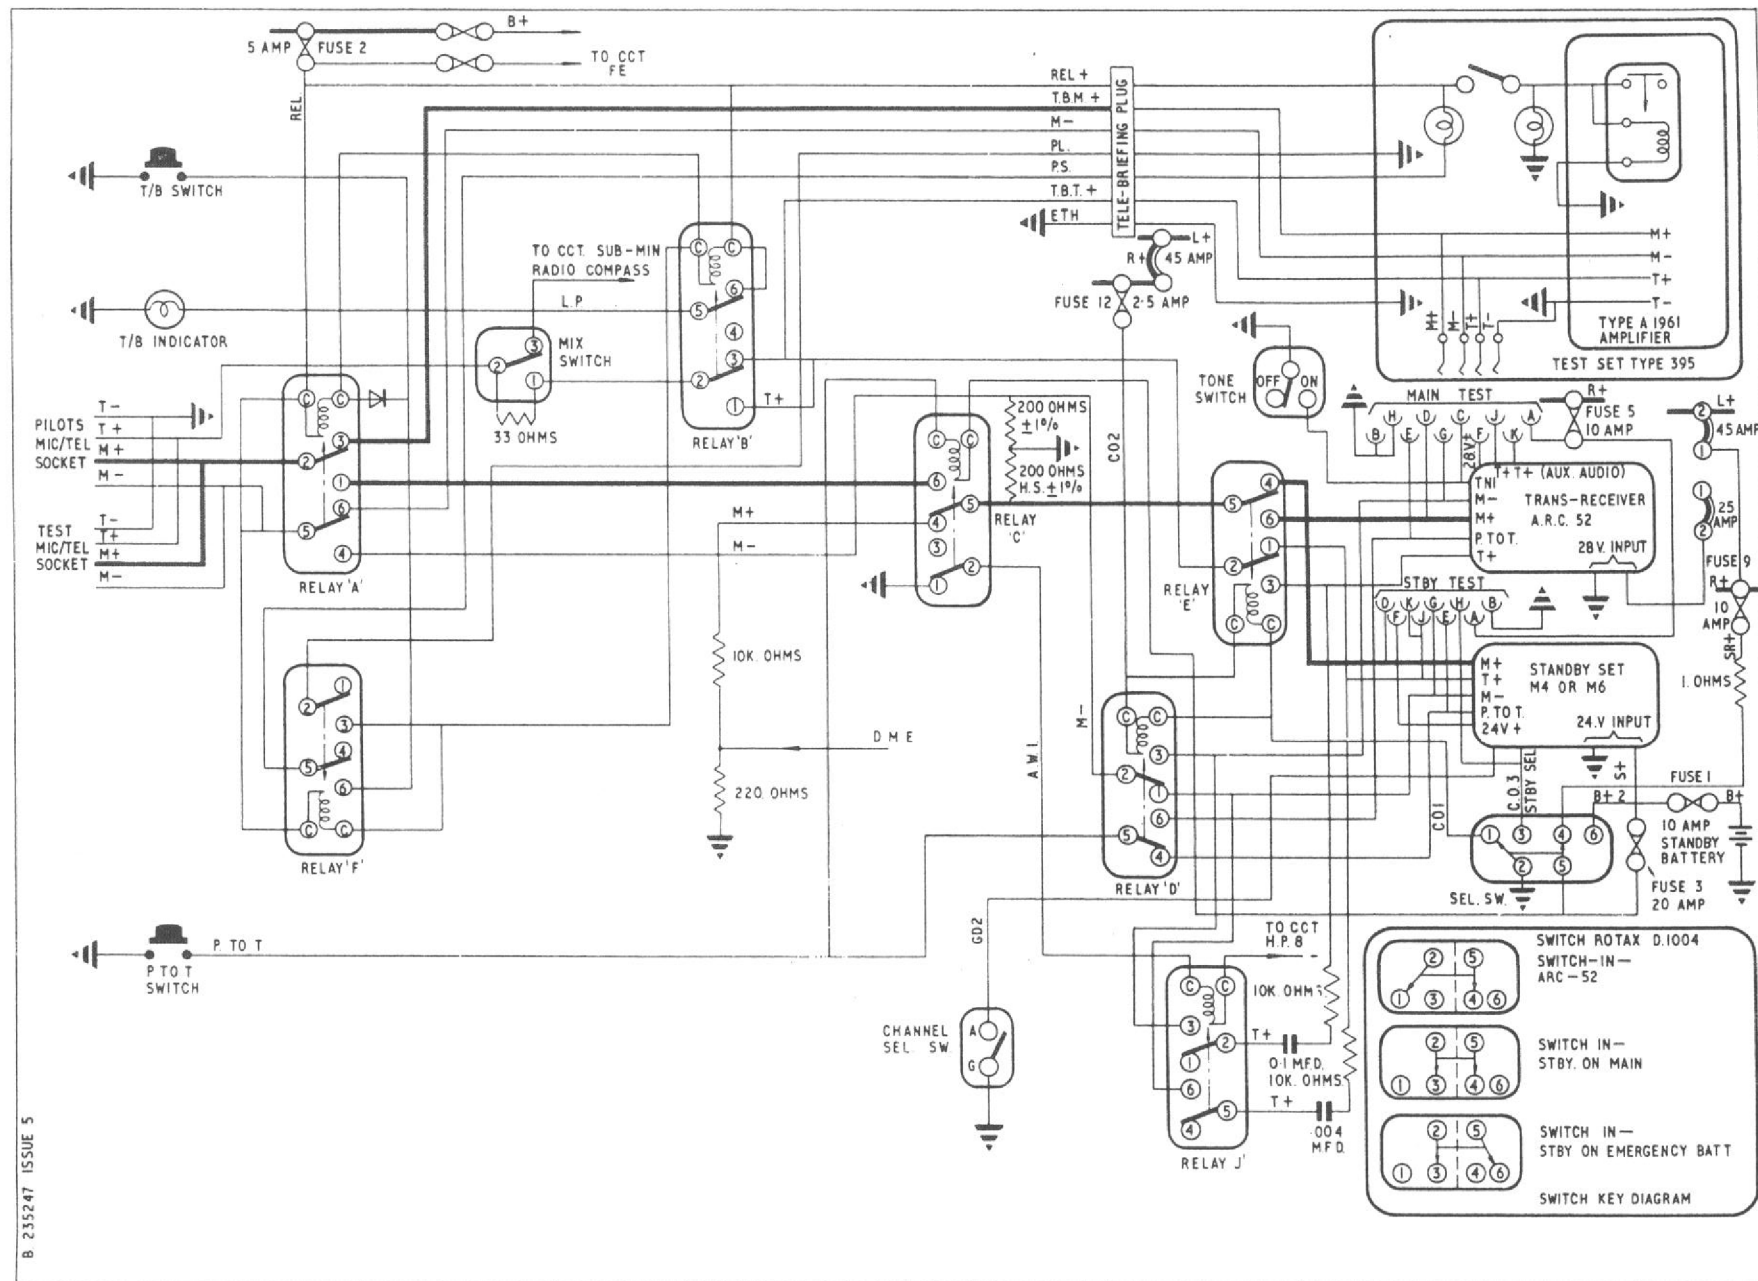 B+
5 AMP
FUSE 2
TO CCT
FE
REL
REL +
T.B.M. +
M-
PL.
P.S.
T.B.T. +
ETH
TELE-BRIEFING PLUG
T/B SWITCH
T/B INDICATOR
TO CCT. SUB-MIN
RADIO COMPASS
L.P.
MIX
SWITCH
33 OHMS
RELAY 'B'
T+
PILOTS
MIC/TEL
SOCKET
T-
T+
M+
M-
TEST
MIC/TEL
SOCKET
T-
T+
M+
M-
RELAY 'A'
RELAY 'F'
P. TO T
P TO T
SWITCH
R+
L+
45 AMP
FUSE 12
2·5 AMP
TONE
SWITCH
OFF
ON
200 OHMS
±1%
200 OHMS
H.S.±1%
C02
RELAY
'C'
M+
M-
10K. OHMS
D M E
220 OHMS
A.W.1.
M-
RELAY
'E'
RELAY 'D'
GD2
CHANNEL
SEL. SW
A
G
TO CCT
H.P. 8
10K OHMS
T+
0·1 M.F.D.
10K. OHMS
T+
·004
M.F.D.
RELAY J'
M+
M-
T+
T-
M+
M-
T+
T-
TYPE A 1961
AMPLIFIER
TEST SET TYPE 395
MAIN TEST
H D C J A
B E G F K
28V+
R+
FUSE 5
10 AMP
L+
45 AMP
T+ T+ (AUX. AUDIO)
TN1
M-
M+
P. TO T.
T+
TRANS-RECEIVER
A.R.C. 52
28V. INPUT
25
AMP
FUSE 9
R+
10
AMP
SR+
1. OHMS
STBY TEST
D K G H B
F J E A
M+
T+
M-
P. TO T.
24V +
STANDBY SET
M4 OR M6
24.V INPUT
C01
C.O.3
STBY SEL
S+
FUSE 1
B+ 2
B+
10 AMP
STANDBY
BATTERY
FUSE 3
20 AMP
SEL. SW.
SWITCH ROTAX D.1004
SWITCH-IN-
ARC-52
SWITCH IN-
STBY. ON MAIN
SWITCH IN-
STBY ON EMERGENCY BATT
SWITCH KEY DIAGRAM
B 235247 ISSUE 5